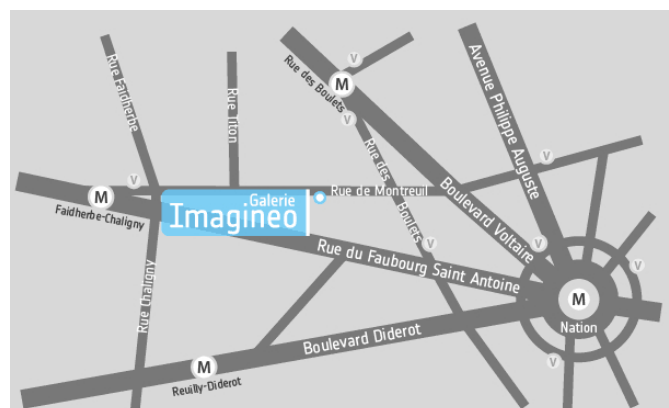 Rue Faidherbe
Rue Titon
V
Rue des Boulets
M
V
Avenue Philippe Auguste
V
Rue des Boulets
V
M
Faidherbe-Chaligny
Galerie
Imagineo
Rue de Montreuil
Boulevard Voltaire
V
V
V
Rue Chaligny
Rue du Faubourg Saint Antoine
M
Nation
Boulevard Diderot
M
Reuilly-Diderot
V